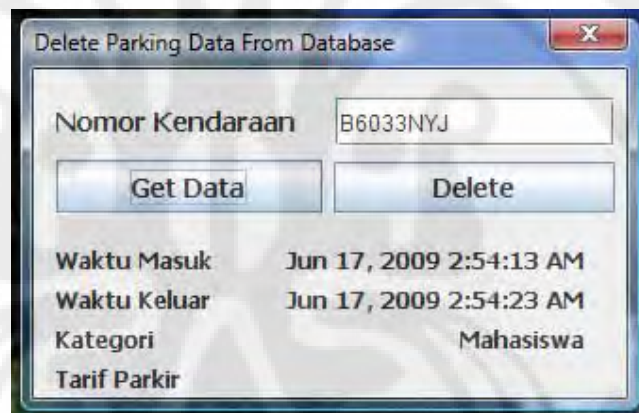 Delete Parking Data From Database
Nomor Kendaraan B6033NYJ
Get Data Delete
Waktu Masuk Jun 17, 2009 2:54:13 AM
Waktu Keluar Jun 17, 2009 2:54:23 AM
Kategori Mahasiswa
Tarif Parkir